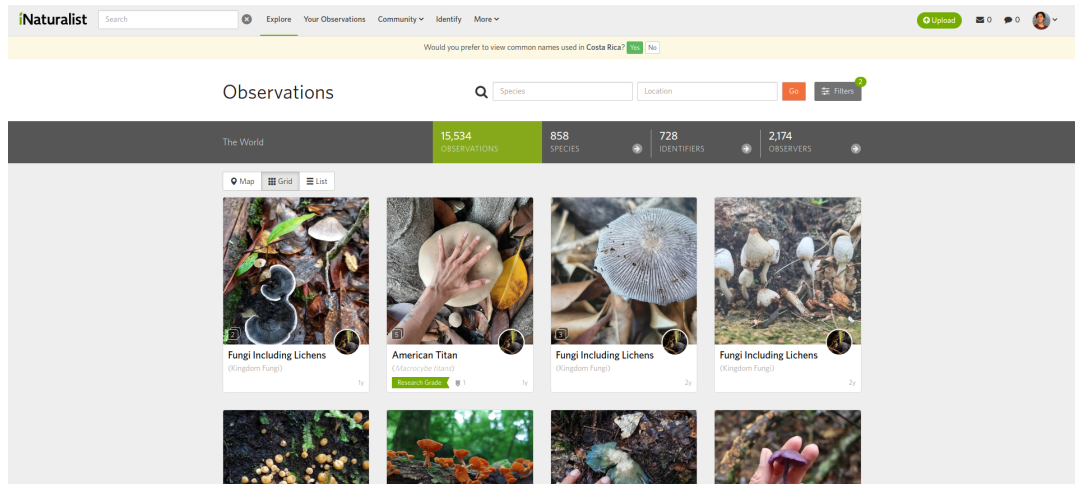 iNaturalist Search Explore Your Observations Community Identify More Upload 0 0
Would you prefer to view common names used in Costa Rica? Yes No
Observations Species Location Go Filters 2
The World
15,534 OBSERVATIONS
858 SPECIES
728 IDENTIFIERS
2,174 OBSERVERS
Map Grid List
2
Fungi Including Lichens
(Kingdom Fungi)
1y
5
American Titan
(Macrocybe titans)
Research Grade 1 1y
3
Fungi Including Lichens
(Kingdom Fungi)
2y
Fungi Including Lichens
(Kingdom Fungi)
2y